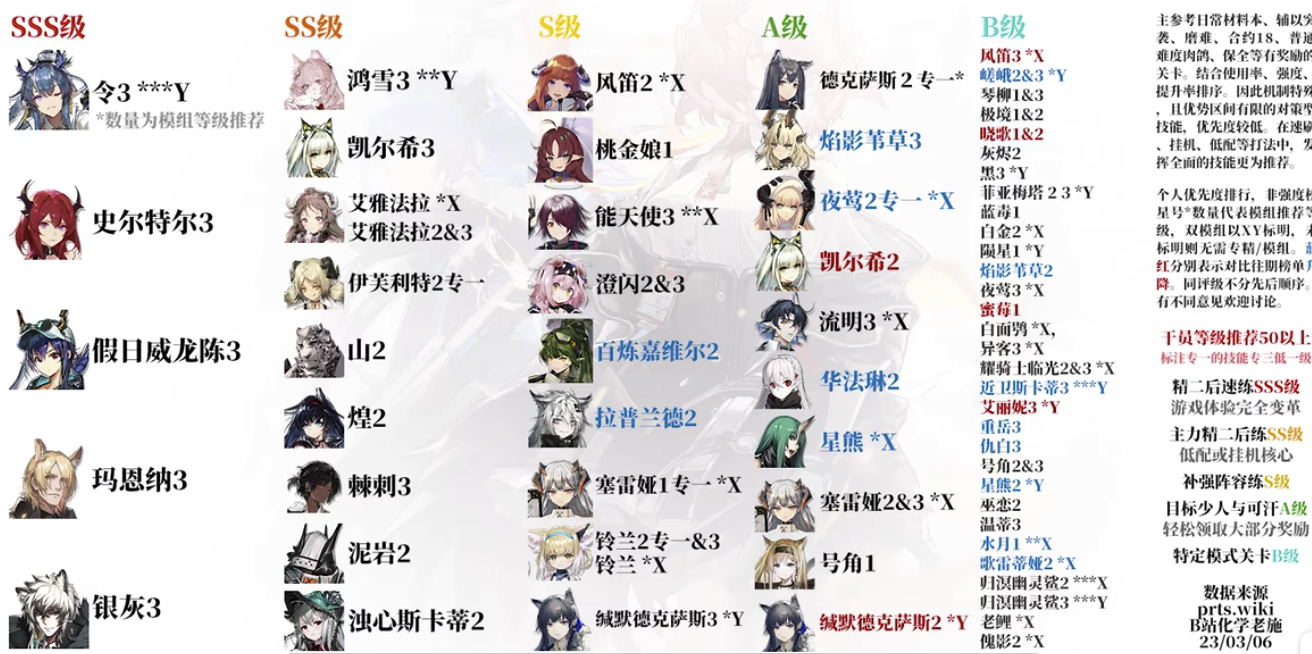 SSS级
令3 ***Y
*数量为模组等级推荐
史尔特尔3
假日威龙陈3
玛恩纳3
银灰3
SS级
鸿雪3 **Y
凯尔希3
艾雅法拉 *X
艾雅法拉2&3
伊芙利特2专一
山2
煌2
棘刺3
泥岩2
浊心斯卡蒂2
S级
风笛2 *X
桃金娘1
能天使3 **X
澄闪2&3
百炼嘉维尔2
拉普兰德2
塞雷娅1专一 *X
铃兰2专一&3
铃兰 *X
缄默德克萨斯3 *Y
A级
德克萨斯2专一*
焰影苇草3
夜莺2专一 *X
凯尔希2
流明3 *X
华法琳2
星熊 *X
塞雷娅2&3 *X
号角1
缄默德克萨斯2 *Y
B级
风笛3 *X
嵯峨2&3 *Y
琴柳1&3
极境1&2
晓歌1&2
灰烬2
黑3 *Y
菲亚梅塔 2 3 *Y
蓝毒1
白金2 *X
陨星1 *Y
焰影苇草2
夜莺3 *X
蜜莓1
白面鸮 *X,
异客3 *X
耀骑士临光2&3 *X
近卫斯卡蒂3 ***Y
艾丽妮3 *Y
重岳3
仇白3
号角2&3
星熊2 *Y
巫恋2
温蒂3
水月1 **X
歌蕾蒂娅2 *X
归溟幽灵鲨2 ***X
归溟幽灵鲨3 ***Y
老鲤 *X
傀影2 *X
主参考日常材料本、辅以突
袭、磨难、合约18、普通
难度肉鸽、保全等有奖励的
关卡。结合使用率、强度、
提升率排序。因此机制特殊
，且优势区间有限的对策型
技能，优先度较低。在速刷
、挂机、低配等打法中，发
挥全面的技能更为推荐。
个人优先度排行，非强度榜
星号*数量代表模组推荐等
级，双模组以XY标明，未
标明则无需专精/模组。蓝
红分别表示对比往期榜单升
降。同评级不分先后顺序。
有不同意见欢迎讨论。
干员等级推荐50以上
标注专一的技能专三低一级
精二后速练SSS级
游戏体验完全变革
主力精二后练SS级
低配或挂机核心
补强阵容练S级
目标少人与可汗A级
轻松领取大部分奖励
特定模式关卡B级
数据来源
prts.wiki
B站化学老施
23/03/06